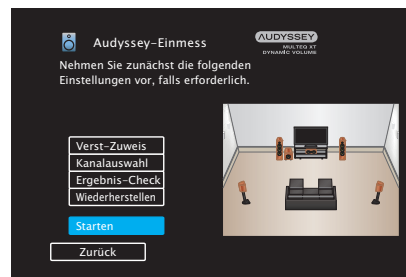 Audyssey-Einmess
AUDYSSEY
MULTEQ XT
DYNAMIC VOLUME
Nehmen Sie zunächst die folgenden
Einstellungen vor, falls erforderlich.
Verst-Zuweis
Kanalauswahl
Ergebnis-Check
Wiederherstellen
Starten
Zurück